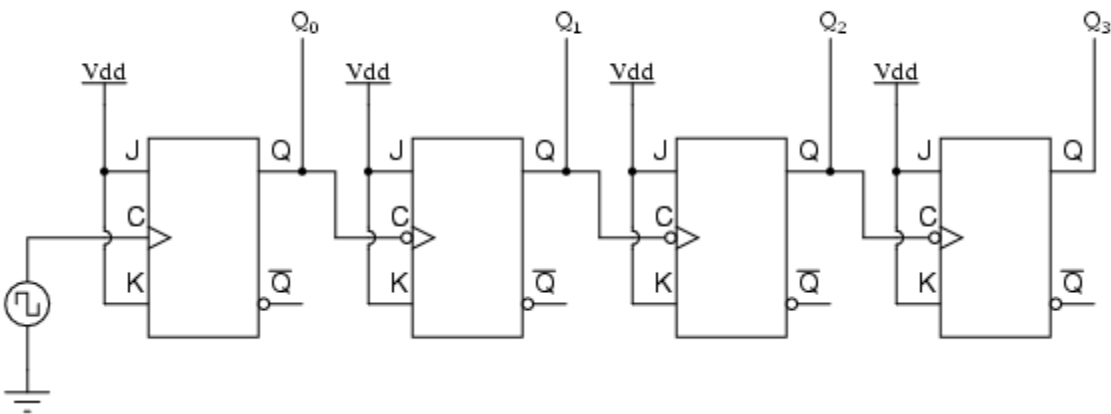 Q₀ Q₁ Q₂ Q₃
Vdd Vdd Vdd Vdd
J Q J Q J Q J Q
C C C C
K Q̅ K Q̅ K Q̅ K Q̅